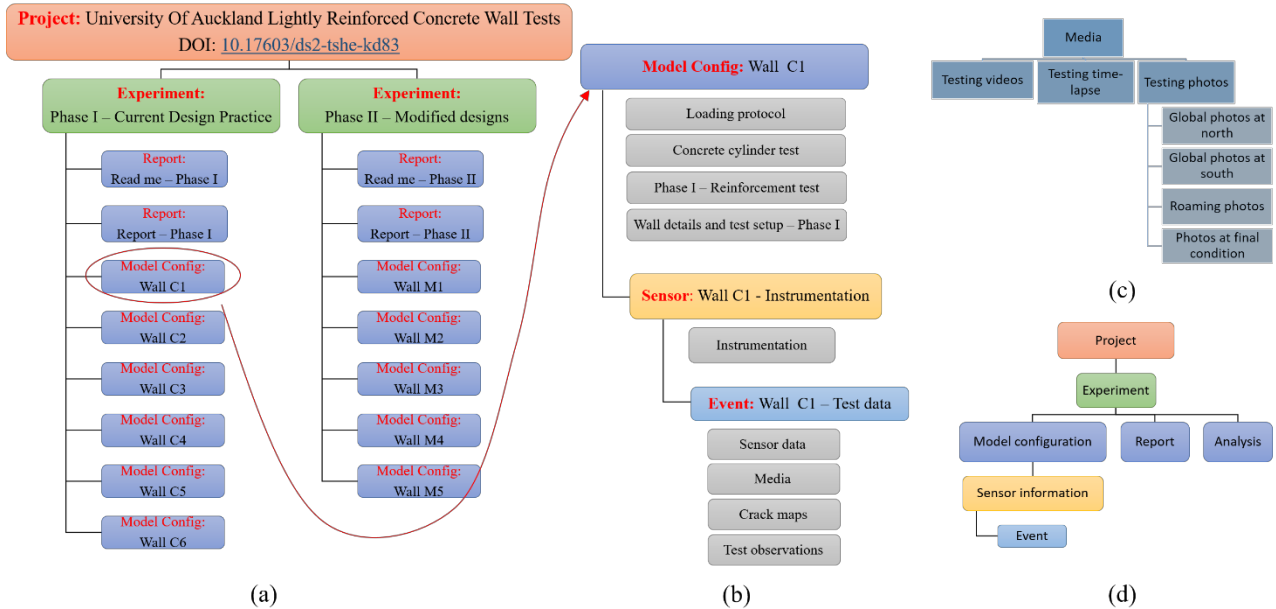 Project: University Of Auckland Lightly Reinforced Concrete Wall Tests
DOI: 10.17603/ds2-tshe-kd83
Experiment:
Phase I – Current Design Practice
Report:
Read me – Phase I
Report:
Report – Phase I
Model Config:
Wall C1
Model Config:
Wall C2
Model Config:
Wall C3
Model Config:
Wall C4
Model Config:
Wall C5
Model Config:
Wall C6
Experiment:
Phase II – Modified designs
Report:
Read me – Phase II
Report:
Report – Phase II
Model Config:
Wall M1
Model Config:
Wall M2
Model Config:
Wall M3
Model Config:
Wall M4
Model Config:
Wall M5
(a)
Model Config: Wall C1
Loading protocol
Concrete cylinder test
Phase I – Reinforcement test
Wall details and test setup – Phase I
Sensor: Wall C1 - Instrumentation
Instrumentation
Event: Wall C1 – Test data
Sensor data
Media
Crack maps
Test observations
(b)
Media
Testing videos
Testing time-
lapse
Testing photos
Global photos at
north
Global photos at
south
Roaming photos
Photos at final
condition
(c)
Project
Experiment
Model configuration
Report
Analysis
Sensor information
Event
(d)